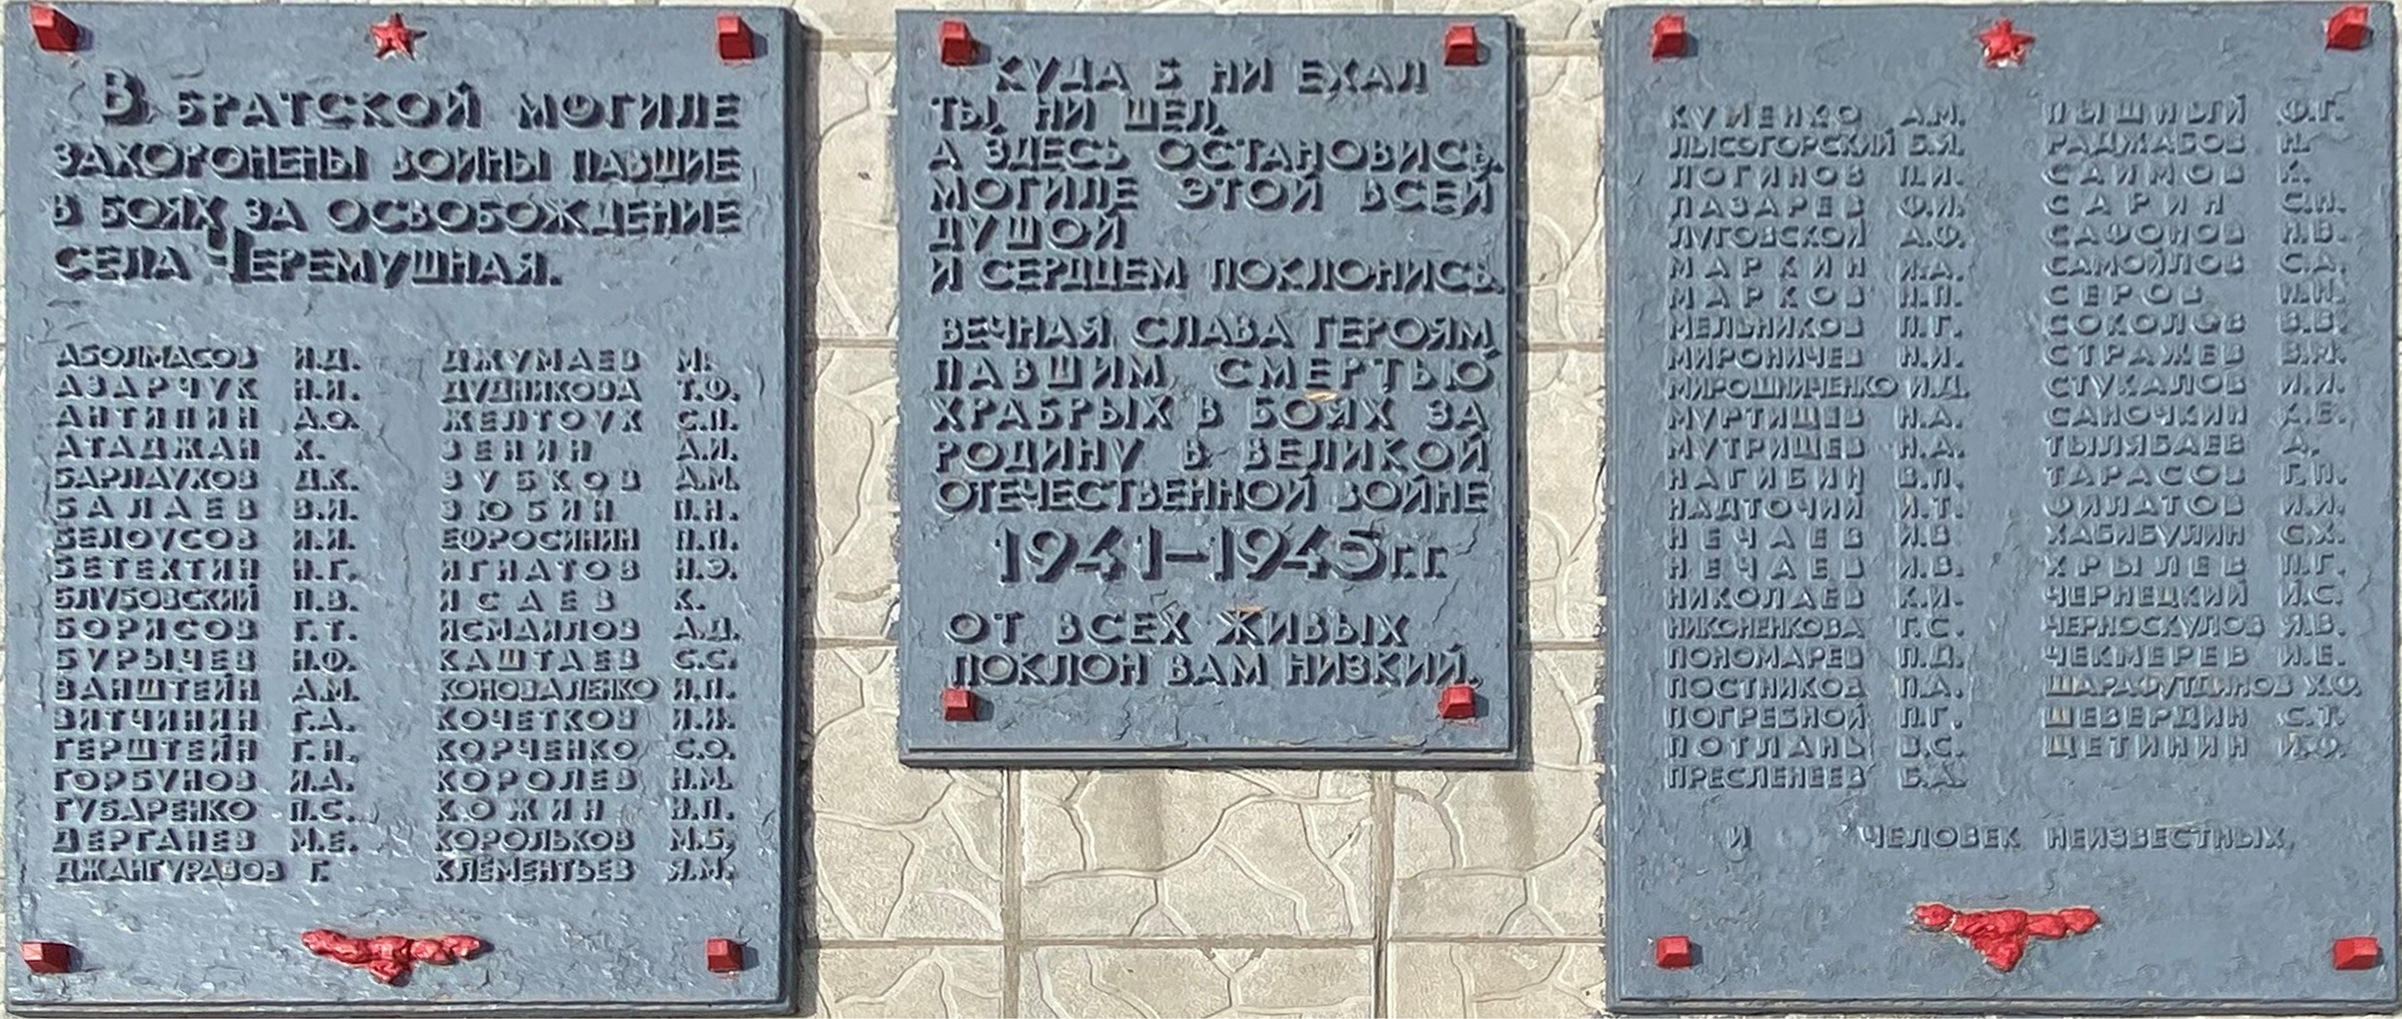 В БРАТСКОЙ МОГИЛЕ
ЗАХОРОНЕНЫ ВОИНЫ ПАВШИЕ
В БОЯХ ЗА ОСВОБОЖДЕНИЕ
СЕЛА ЧЕРЕМУШНАЯ.
АБОЛМАСОВ И.Д.
АЗАРЧУК Н.И.
АНТИПИН А.Ф.
АТАДЖАН Х.
БАРЛАУХОВ Д.К.
БАЛАЕВ В.И.
БЕЛОУСОВ И.И.
БЕТЕХТИН Н.Г.
БЛУБОВСКИЙ П.В.
БОРИСОВ Г.Т.
БУРЫЧЕВ И.Ф.
ВАНШТЕЙН А.М.
ВИТЧИНИН Г.А.
ГЕРШТЕЙН Г.Н.
ГОРБУНОВ И.А.
ГУБАРЕНКО П.С.
ДЕРГАНЕВ М.Е.
ДЖАНГУРАЗОВ Г.
ДЖУМАЕВ М.
ДУДНИКОВА Т.Ф.
ЖЕЛТОУХ С.П.
ЗЕНИН А.И.
ЗУБКОВ А.М.
ЗЮБИН П.Н.
ЕФРОСИНИН П.П.
ИГНАТОВ Н.Э.
ИСАЕВ К.
ИСМАИЛОВ А.Д.
КАШТАЕВ С.С.
КОНОВАЛЕНКО Я.П.
КОЧЕТКОВ И.И.
КОРЧЕНКО С.О.
КОРОЛЕВ Н.М.
КОЖИН Н.П.
КОРОЛЬКОВ М.Б.
КЛЕМЕНТЬЕВ Я.М.
КУДА Б НИ ЕХАЛ
ТЫ, НИ ШЕЛ,
А ЗДЕСЬ ОСТАНОВИСЬ.
МОГИЛЕ ЭТОЙ ВСЕЙ
ДУШОЙ
И СЕРДЦЕМ ПОКЛОНИСЬ.
ВЕЧНАЯ СЛАВА ГЕРОЯМ
ПАВШИМ СМЕРТЬЮ
ХРАБРЫХ В БОЯХ ЗА
РОДИНУ В ВЕЛИКОЙ
ОТЕЧЕСТВЕННОЙ ВОЙНЕ
1941–1945гг.
ОТ ВСЕХ ЖИВЫХ
ПОКЛОН ВАМ НИЗКИЙ.
КУМЕНКО А.М.
ЛЫСОГОРСКИЙ Б.Я.
ЛОГИНОВ П.И.
ЛАЗАРЕВ Ф.И.
ЛУГОВСКОЙ А.Ф.
МАРКИН И.А.
МАРКОВ Н.П.
МЕЛЬНИКОВ П.Г.
МИРОНИЧЕВ Н.И.
МИРОШНИЧЕНКО И.Д.
МУРТИЩЕВ Н.А.
МУТРИЩЕВ Н.А.
НАГИБИН В.П.
НАДТОЧИЙ И.Т.
НЕЧАЕВ И.В.
НЕЧАЕВ И.В.
НИКОЛАЕВ К.И.
НИКОНЕНКОВА Г.С.
ПОНОМАРЕВ П.Д.
ПОСТНИКОВ П.А.
ПОГРЕБНОЙ П.Г.
ПОТЛАНЬ В.С.
ПРЕСЛЕНЕЕВ Б.А.
ПЫШНЫЙ Ф.Г.
РАДЖАБОВ Н.
САИМОВ К.
САРИН С.П.
САФОНОВ Н.В.
САМОЙЛОВ С.А.
СЕРОВ
СОКОЛОВ В.В.
СТРАЖЕВ
СТУКАЛОВ И.И.
САНОЧКИН К.Е.
ТЫЛЯБАЕВ Д.
ТАРАСОВ Г.П.
ФИЛАТОВ И.И.
ХАБИБУЛИН С.Х.
ХРЫЛЕВ П.Г.
ЧЕРНЕЦКИЙ И.С.
ЧЕРНОСКУЛОВ Я.В.
ЧЕКМЕРЕВ И.Е.
ШАРАФУТДИНОВ Х.Ф.
ШЕВЕРДИН С.Т.
ЩЕТИНИН И.Ф.
И ЧЕЛОВЕК НЕИЗВЕСТНЫХ.